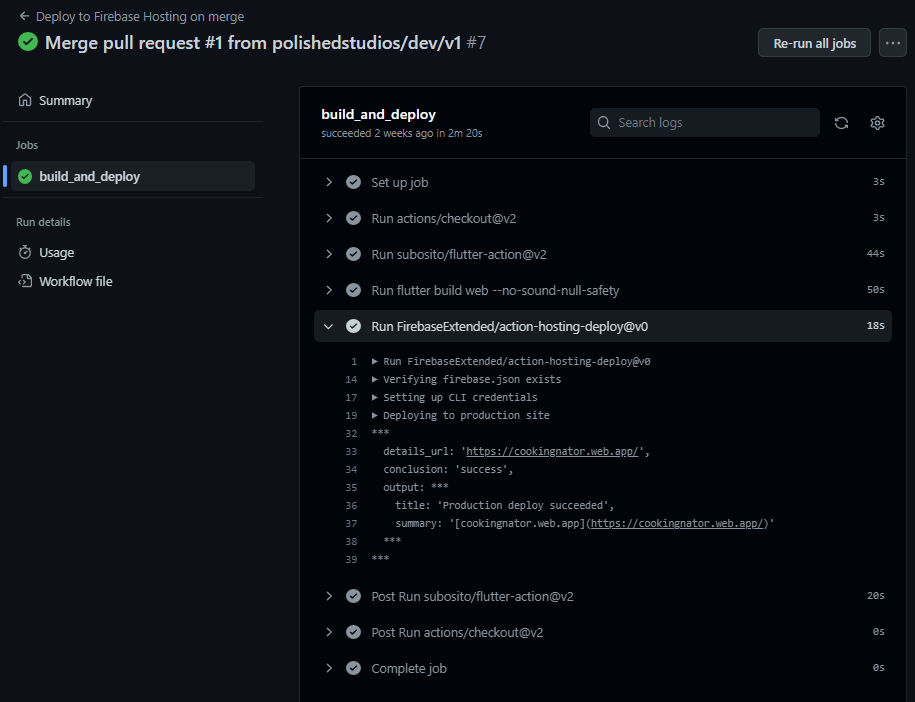 Deploy to Firebase Hosting on merge
Merge pull request #1 from polishedstudios/dev/v1 #7
Re-run all jobs
Summary
Jobs
build_and_deploy
Run details
Usage
Workflow file
build_and_deploy
succeeded 2 weeks ago in 2m 20s
Search logs
Set up job 3s
Run actions/checkout@v2 3s
Run subosito/flutter-action@v2 44s
Run flutter build web --no-sound-null-safety 50s
Run FirebaseExtended/action-hosting-deploy@v0 18s
1 ▶ Run FirebaseExtended/action-hosting-deploy@v0
14 ▶ Verifying firebase.json exists
17 ▶ Setting up CLI credentials
19 ▶ Deploying to production site
32 ***
33 details_url: 'https://cookingnator.web.app/',
34 conclusion: 'success',
35 output: ***
36 title: 'Production deploy succeeded',
37 summary: '[cookingnator.web.app](https://cookingnator.web.app/)'
38 ***
39 ***
Post Run subosito/flutter-action@v2 20s
Post Run actions/checkout@v2 0s
Complete job 0s